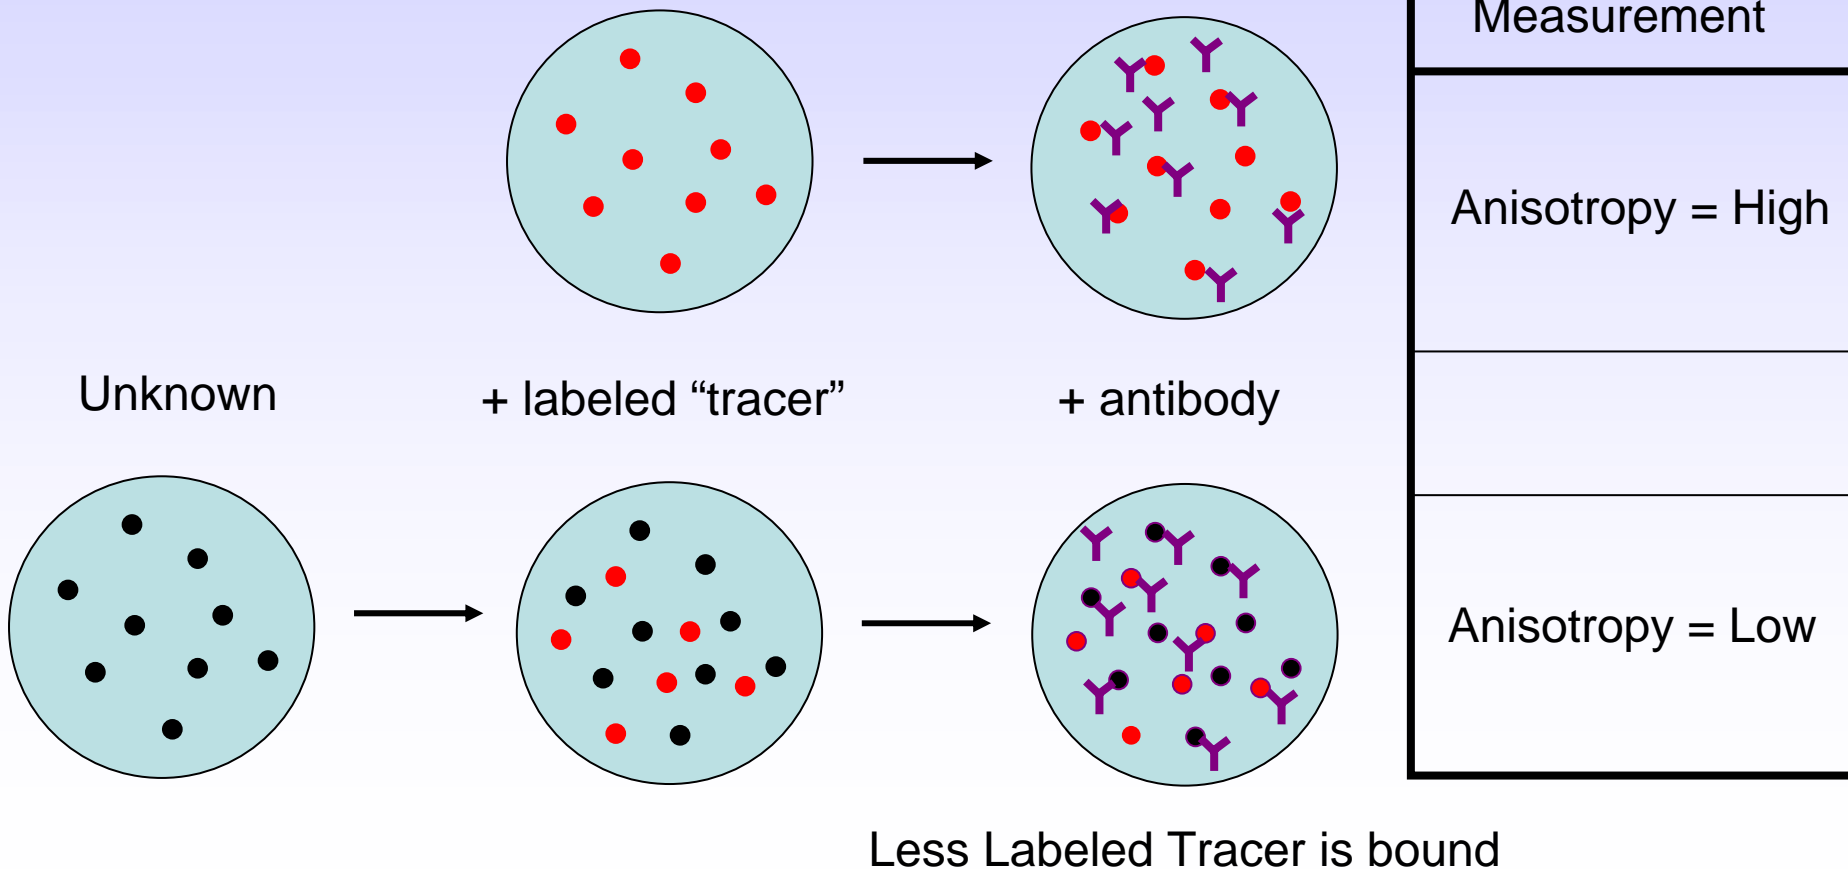 Measurement
Anisotropy = High
Unknown
+ labeled “tracer”
+ antibody
Anisotropy = Low
Less Labeled Tracer is bound